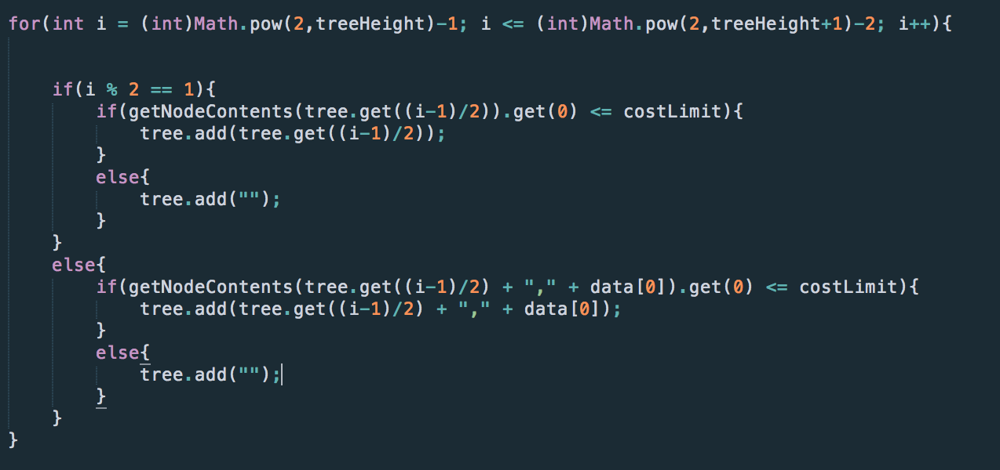 for(int i = (int)Math.pow(2,treeHeight)-1; i <= (int)Math.pow(2,treeHeight+1)-2; i++){
if(i % 2 == 1){
if(getNodeContents(tree.get((i-1)/2)).get(0) <= costLimit){
tree.add(tree.get((i-1)/2));
}
else{
tree.add("");
}
}
else{
if(getNodeContents(tree.get((i-1)/2) + "," + data[0]).get(0) <= costLimit){
tree.add(tree.get((i-1)/2) + "," + data[0]);
}
else{
tree.add("");
}
}
}